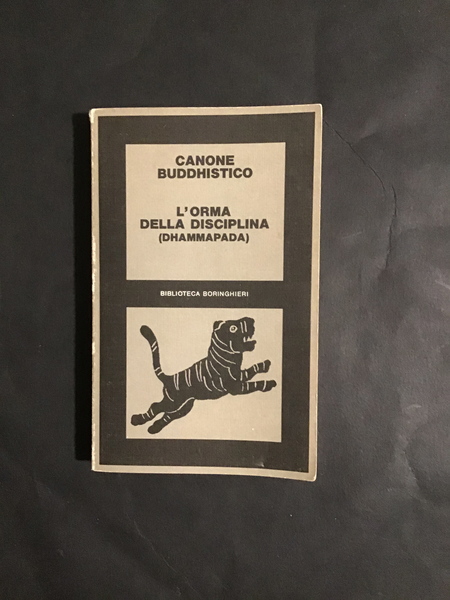 CANONE
BUDDHISTICO
L'ORMA
DELLA DISCIPLINA
(DHAMMAPADA)
BIBLIOTECA BORINGHIERI